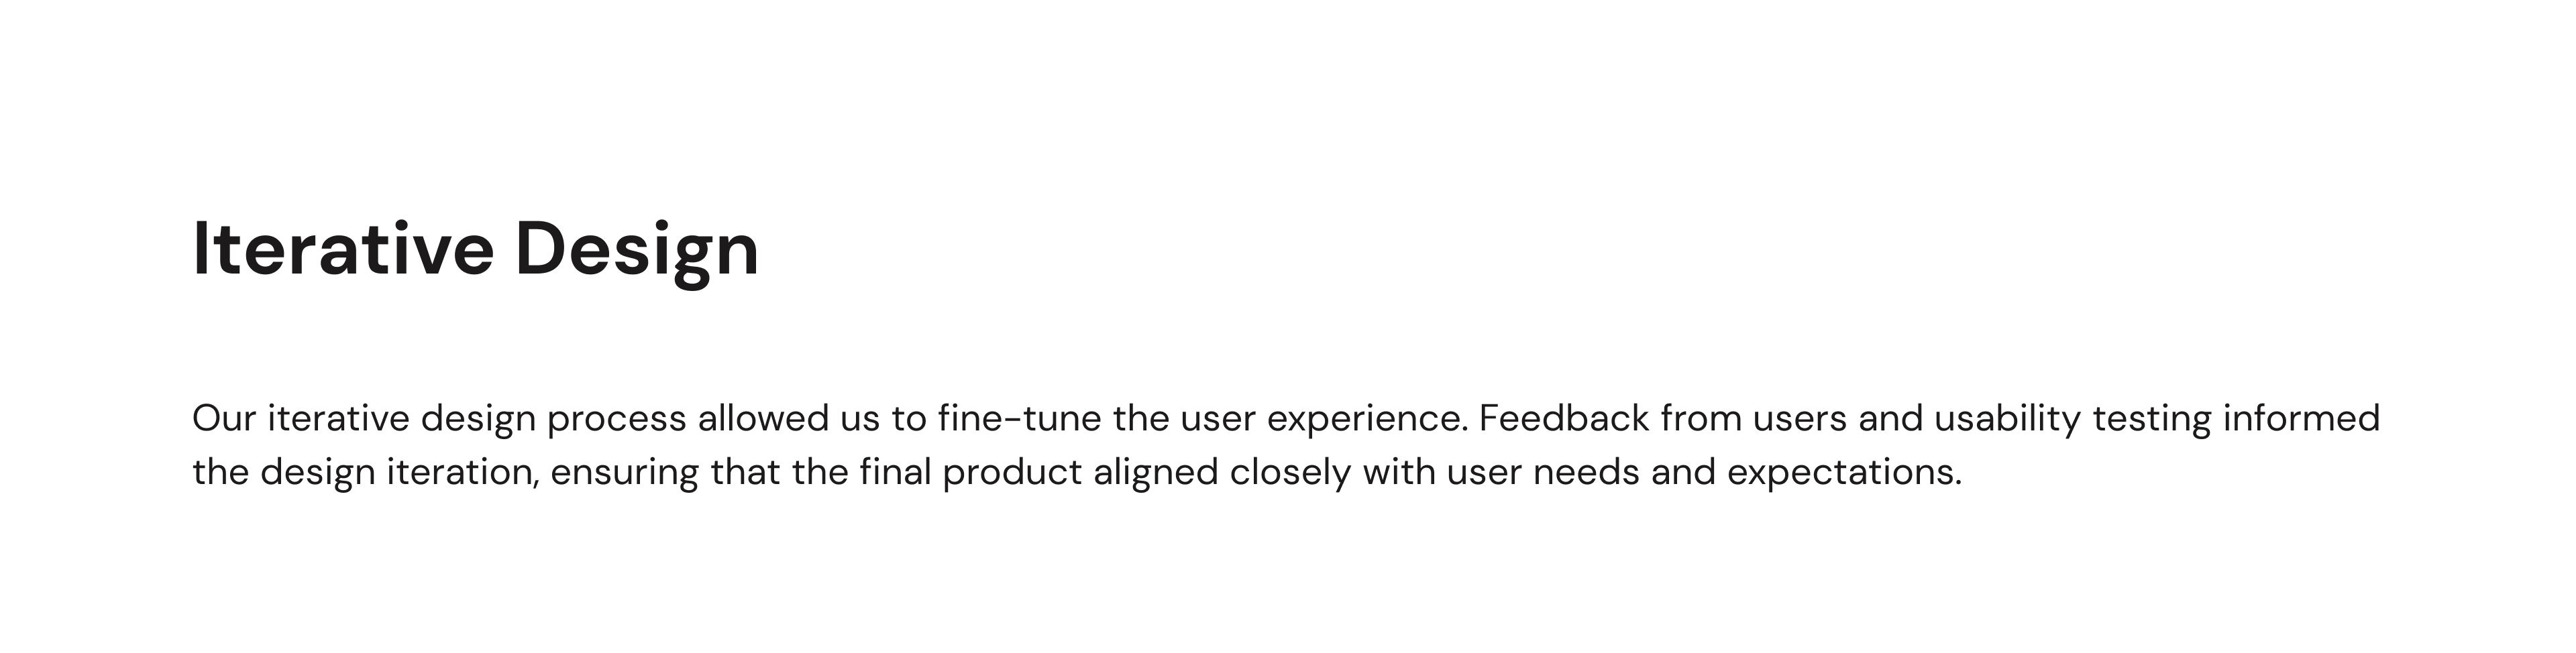 Iterative Design
Our iterative design process allowed us to fine-tune the user experience. Feedback from users and usability testing informed
the design iteration, ensuring that the final product aligned closely with user needs and expectations.